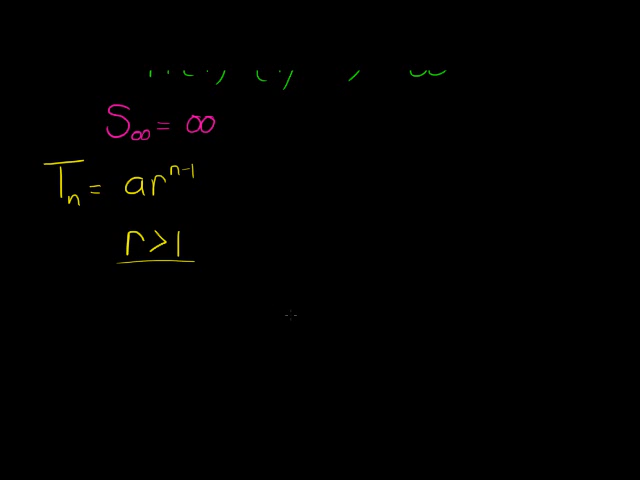 S∞ = ∞
Tn = ar^n-1
r > 1